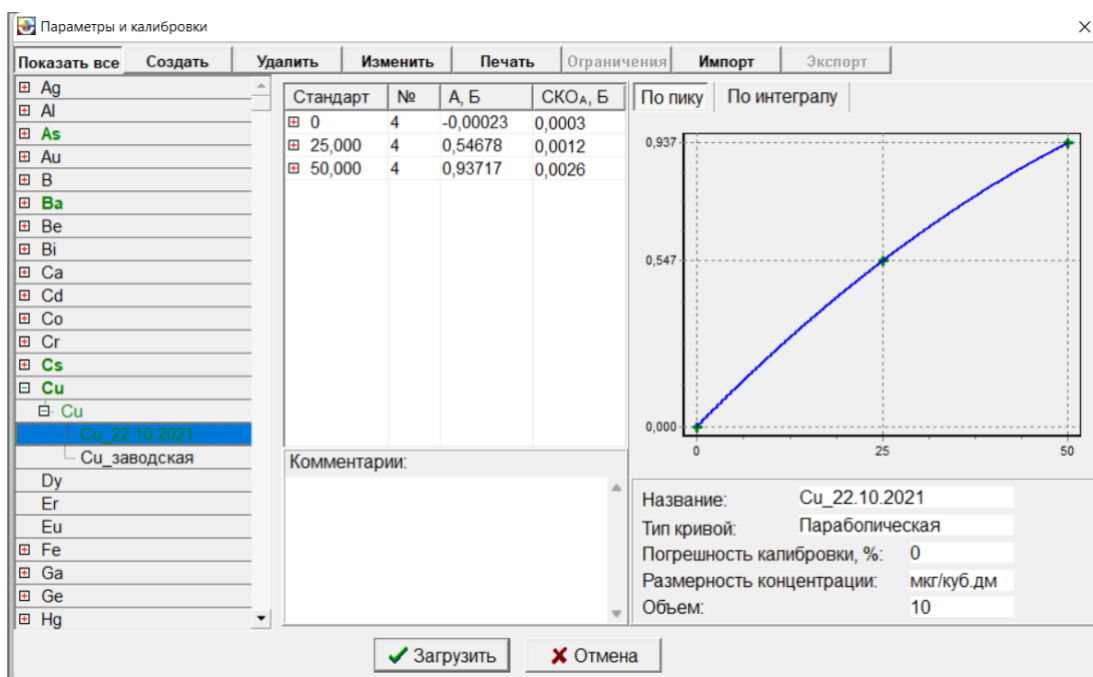 Параметры и калибровки
Показать все Создать Удалить Изменить Печать Ограничения Импорт Экспорт
Ag
Al
As
Au
B
Ba
Be
Bi
Ca
Cd
Co
Cr
Cs
Cu
Cu
Cu_22.10.2021
Cu_заводская
Dy
Er
Eu
Fe
Ga
Ge
Hg
Стандарт № А, Б СКОА, Б
0 4 -0,00023 0,0003
25,000 4 0,54678 0,0012
50,000 4 0,93717 0,0026
Комментарии:
По пику По интегралу
0,937
0,547
0,000
0 25 50
Название: Cu_22.10.2021
Тип кривой: Параболическая
Погрешность калибровки, %: 0
Размерность концентрации: мкг/куб.дм
Объем: 10
Загрузить Отмена